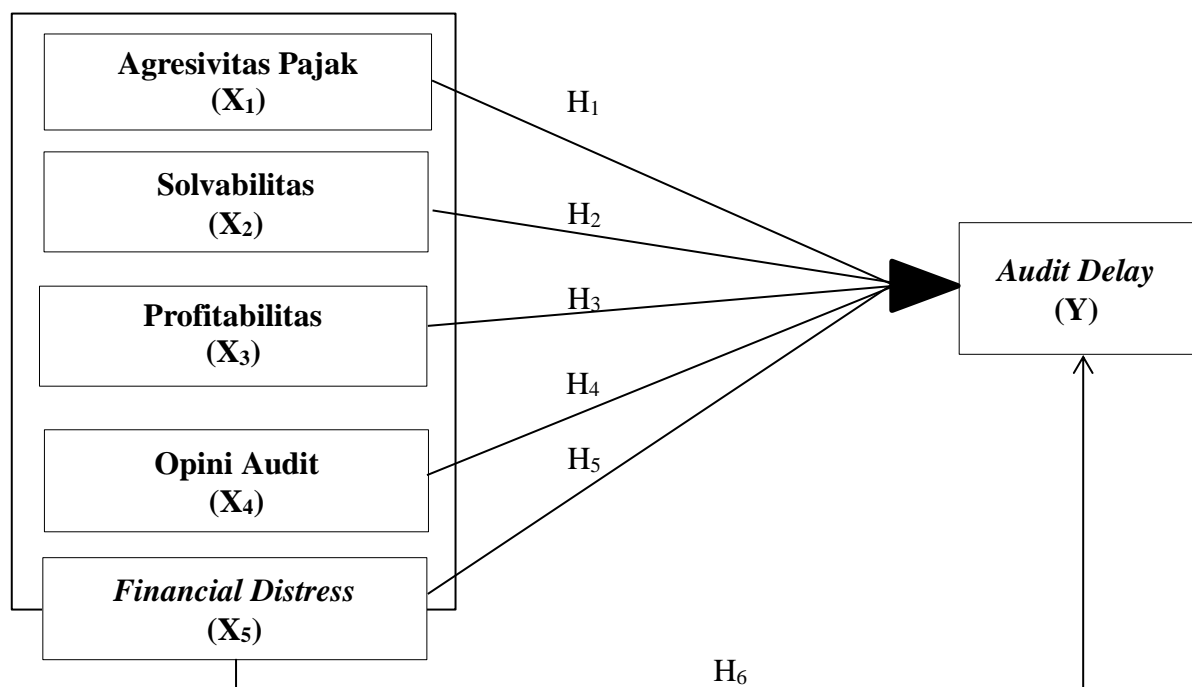 Agresivitas Pajak
(X₁)
H₁
Solvabilitas
(X₂)
H₂
Profitabilitas
(X₃)
H₃
Audit Delay
(Y)
H₄
Opini Audit
(X₄)
H₅
Financial Distress
(X₅)
H₆